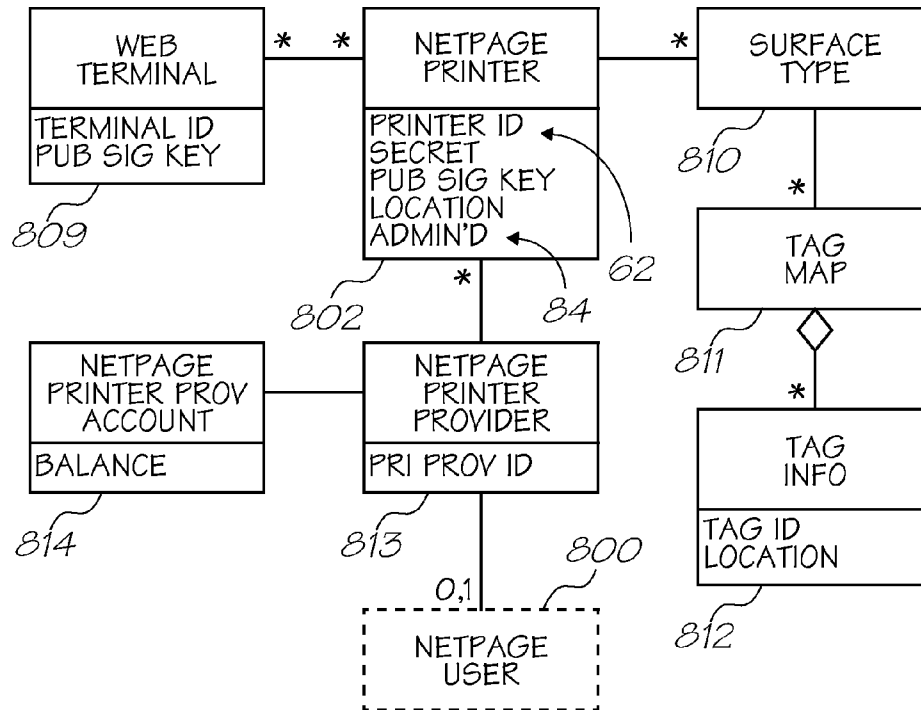 WEB
TERMINAL
TERMINAL ID
PUB SIG KEY
809
* *
NETPAGE
PRINTER
PRINTER ID
SECRET
PUB SIG KEY
LOCATION
ADMIN'D
802
62
84
*
SURFACE
TYPE
810
*
TAG
MAP
811
*
TAG
INFO
TAG ID
LOCATION
812
*
NETPAGE
PRINTER PROV
ACCOUNT
BALANCE
814
NETPAGE
PRINTER
PROVIDER
PRI PROV ID
813
800
0,1
NETPAGE
USER